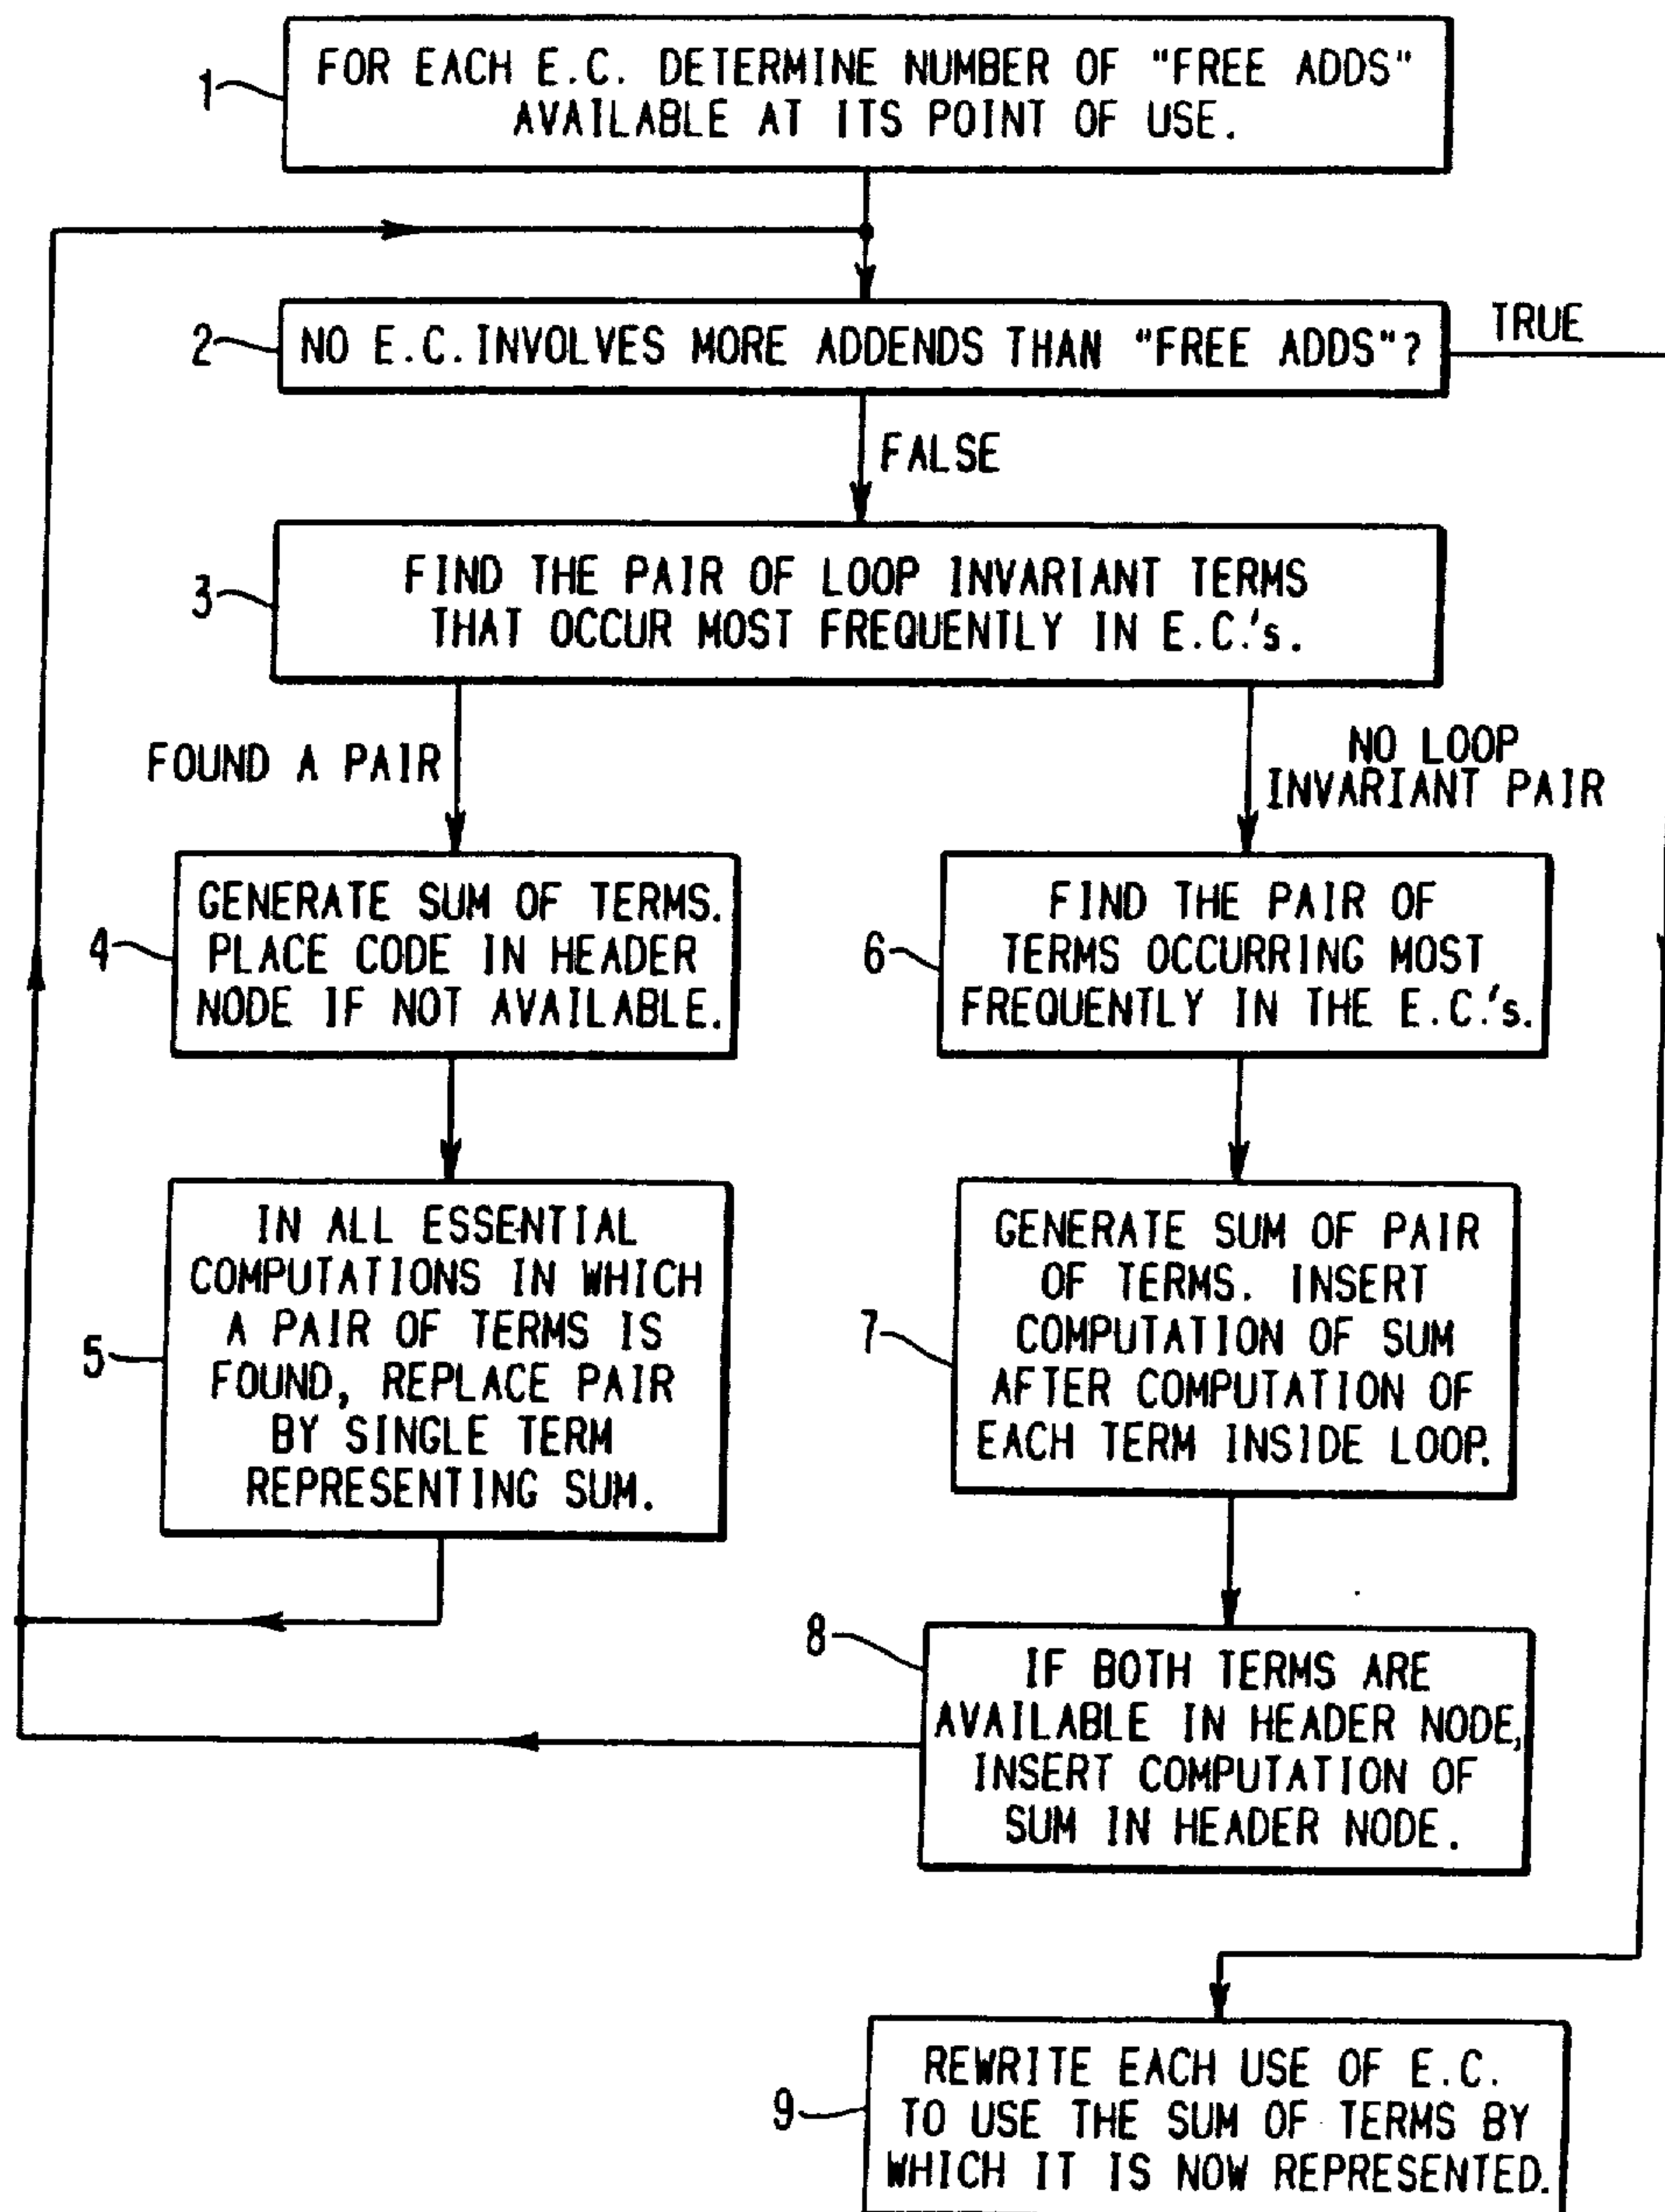 1
FOR EACH E.C. DETERMINE NUMBER OF "FREE ADDS"
AVAILABLE AT ITS POINT OF USE.
2
NO E.C. INVOLVES MORE ADDENDS THAN "FREE ADDS"?
TRUE
FALSE
3
FIND THE PAIR OF LOOP INVARIANT TERMS
THAT OCCUR MOST FREQUENTLY IN E.C.'s.
FOUND A PAIR
NO LOOP
INVARIANT PAIR
4
GENERATE SUM OF TERMS.
PLACE CODE IN HEADER
NODE IF NOT AVAILABLE.
6
FIND THE PAIR OF
TERMS OCCURRING MOST
FREQUENTLY IN THE E.C.'s.
5
IN ALL ESSENTIAL
COMPUTATIONS IN WHICH
A PAIR OF TERMS IS
FOUND, REPLACE PAIR
BY SINGLE TERM
REPRESENTING SUM.
7
GENERATE SUM OF PAIR
OF TERMS. INSERT
COMPUTATION OF SUM
AFTER COMPUTATION OF
EACH TERM INSIDE LOOP.
8
IF BOTH TERMS ARE
AVAILABLE IN HEADER NODE,
INSERT COMPUTATION OF
SUM IN HEADER NODE.
9
REWRITE EACH USE OF E.C.
TO USE THE SUM OF TERMS BY
WHICH IT IS NOW REPRESENTED.